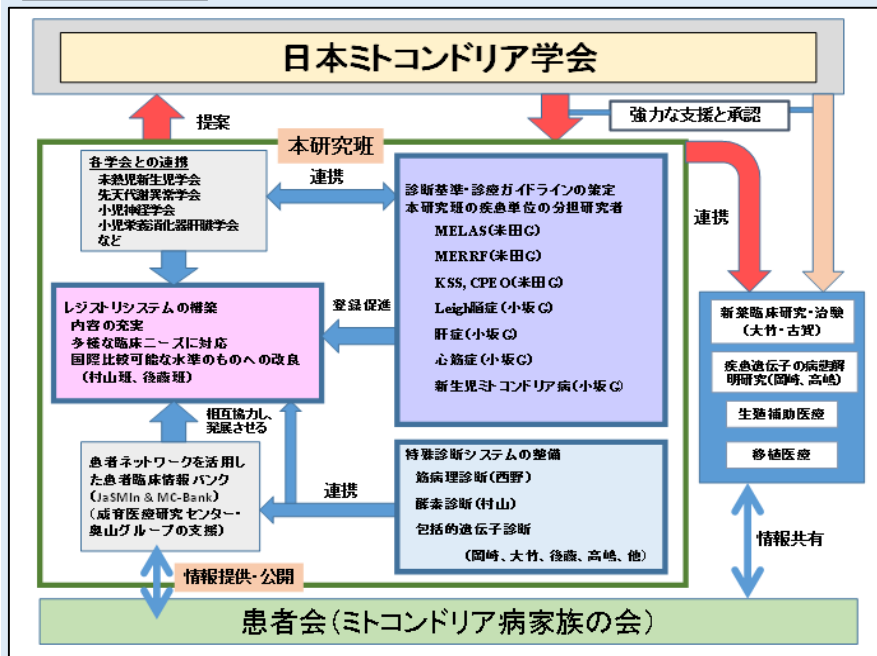 日本ミトコンドリア学会
提案
強力な支援と承認
本研究班
各学会との連携
未熟児新生児学会
先天代謝異常学会
小児神経学会
小児栄養消化器肝臓学会
など
連携
診断基準・診療ガイドラインの策定
本研究班の疾患単位の分担研究者
MELAS(米田G)
MERRF(米田G)
KSS, CPEO(米田G)
Leigh脳症(小坂G)
肝症(小坂G)
心筋症(小坂G)
新生児ミトコンドリア病(小坂G)
連携
レジストリシステムの構築
内容の充実
多様な臨床ニーズに対応
国際比較可能な水準のものへの改良
(村山班、後藤班)
登録促進
新薬臨床研究・治験
(大竹・古賀)
疾患遺伝子の病態解
明研究(岡崎、高嶋)
生殖補助医療
移植医療
相互協力し、
発展させる
患者ネットワークを活用し
た患者臨床情報バンク
(JaSMIn & MC-Bank)
(成育医療研究センター・
奥山グループの支援)
連携
特殊診断システムの整備
筋病理診断(西野)
酵素診断(村山)
包括的遺伝子診断
(岡崎、大竹、後藤、高嶋、他)
情報共有
情報提供・公開
患者会(ミトコンドリア病家族の会)